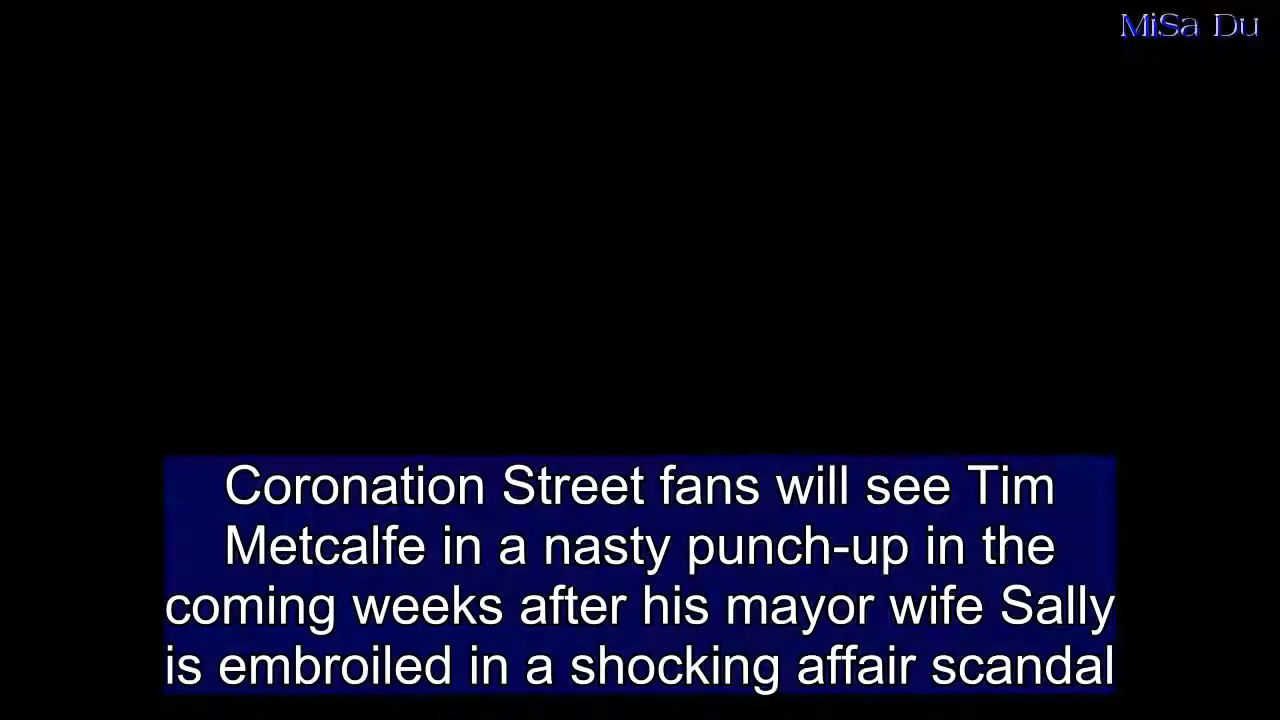 MiSa Du
Coronation Street fans will see Tim
Metcalfe in a nasty punch-up in the
coming weeks after his mayor wife Sally
is embroiled in a shocking affair scandal